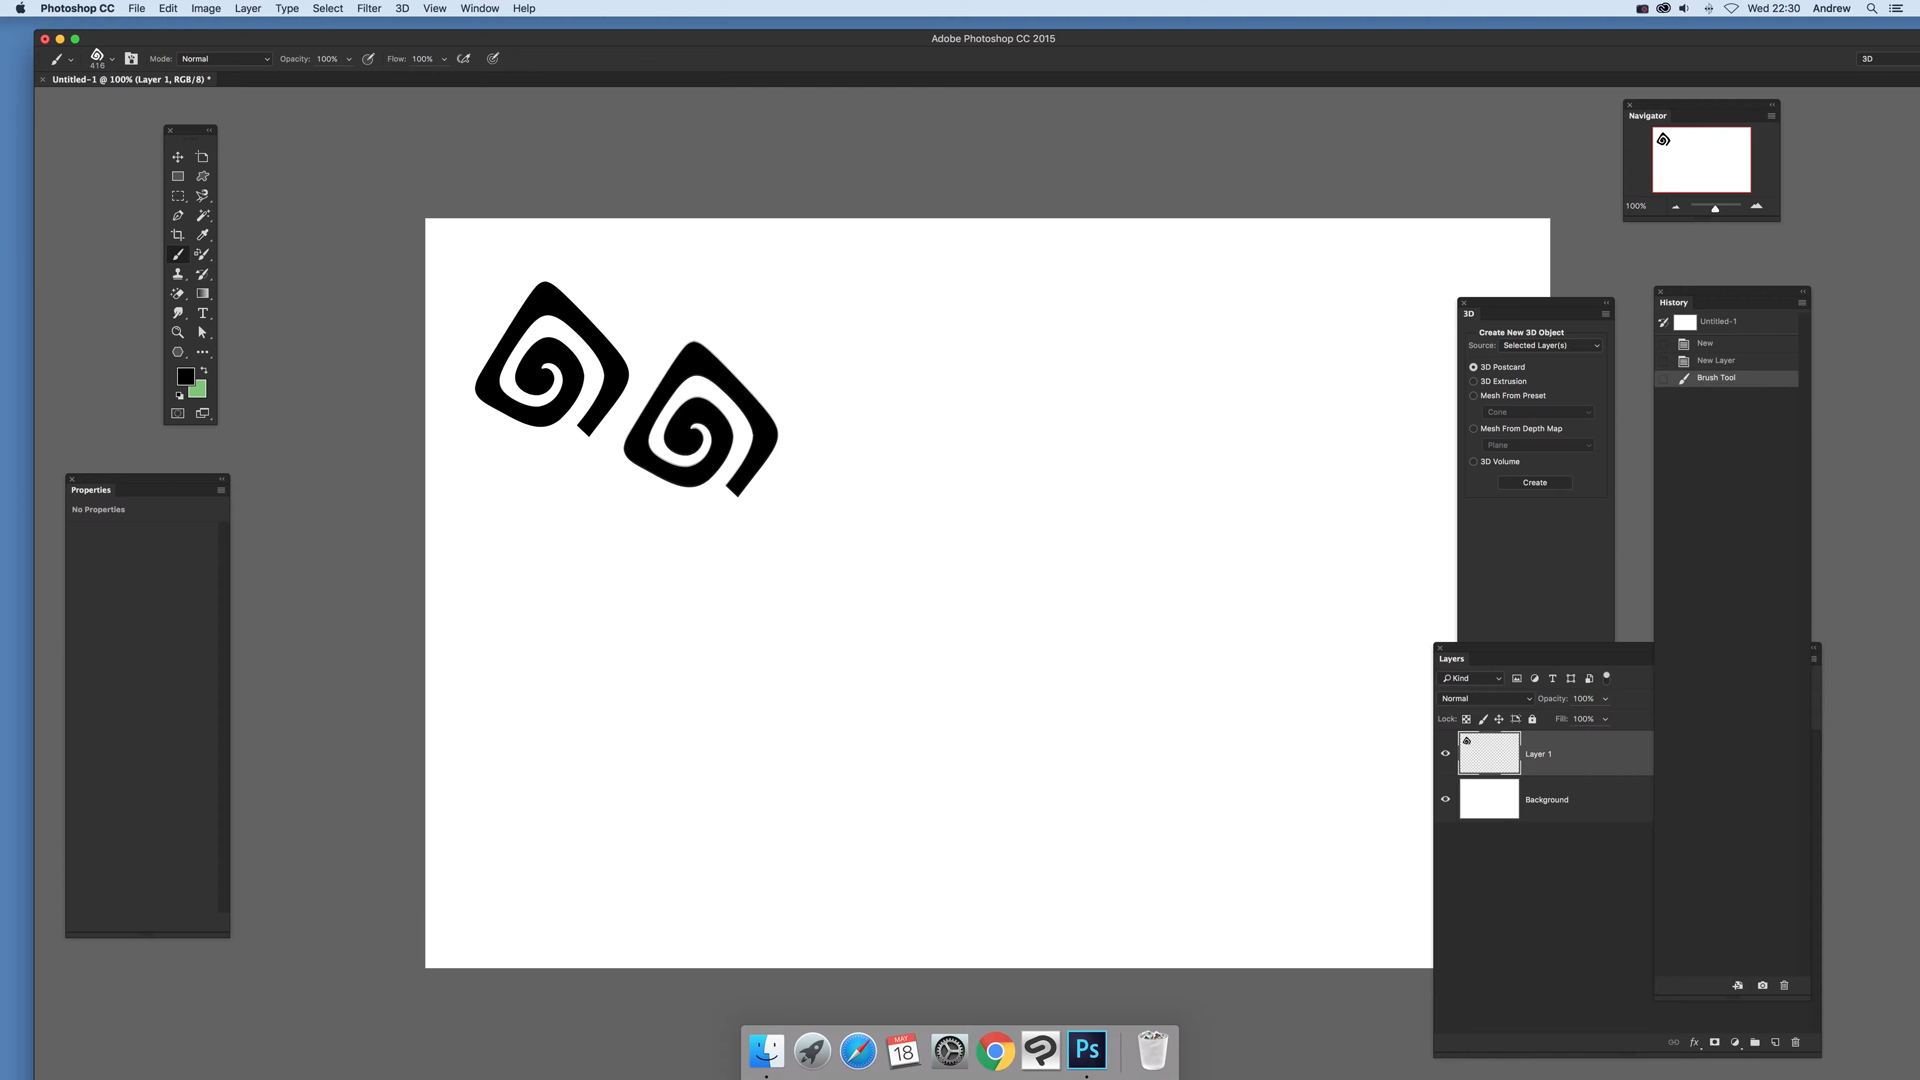 Photoshop CC File Edit Image Layer Type Select Filter 3D View Window Help Wed 22:30 Andrew
Adobe Photoshop CC 2015
416 Mode: Normal Opacity: 100% Flow: 100% 3D
Untitled-1 @ 100% (Layer 1, RGB/8) *
Navigator
100%
History
Untitled-1
New
New Layer
Brush Tool
3D
Create New 3D Object
Source: Selected Layer(s)
3D Postcard
3D Extrusion
Mesh From Preset
Cone
Mesh From Depth Map
Plane
3D Volume
Create
Properties
No Properties
Layers
Kind
Normal Opacity: 100%
Lock: Fill: 100%
Layer 1
Background
fx
MAY
18
Ps